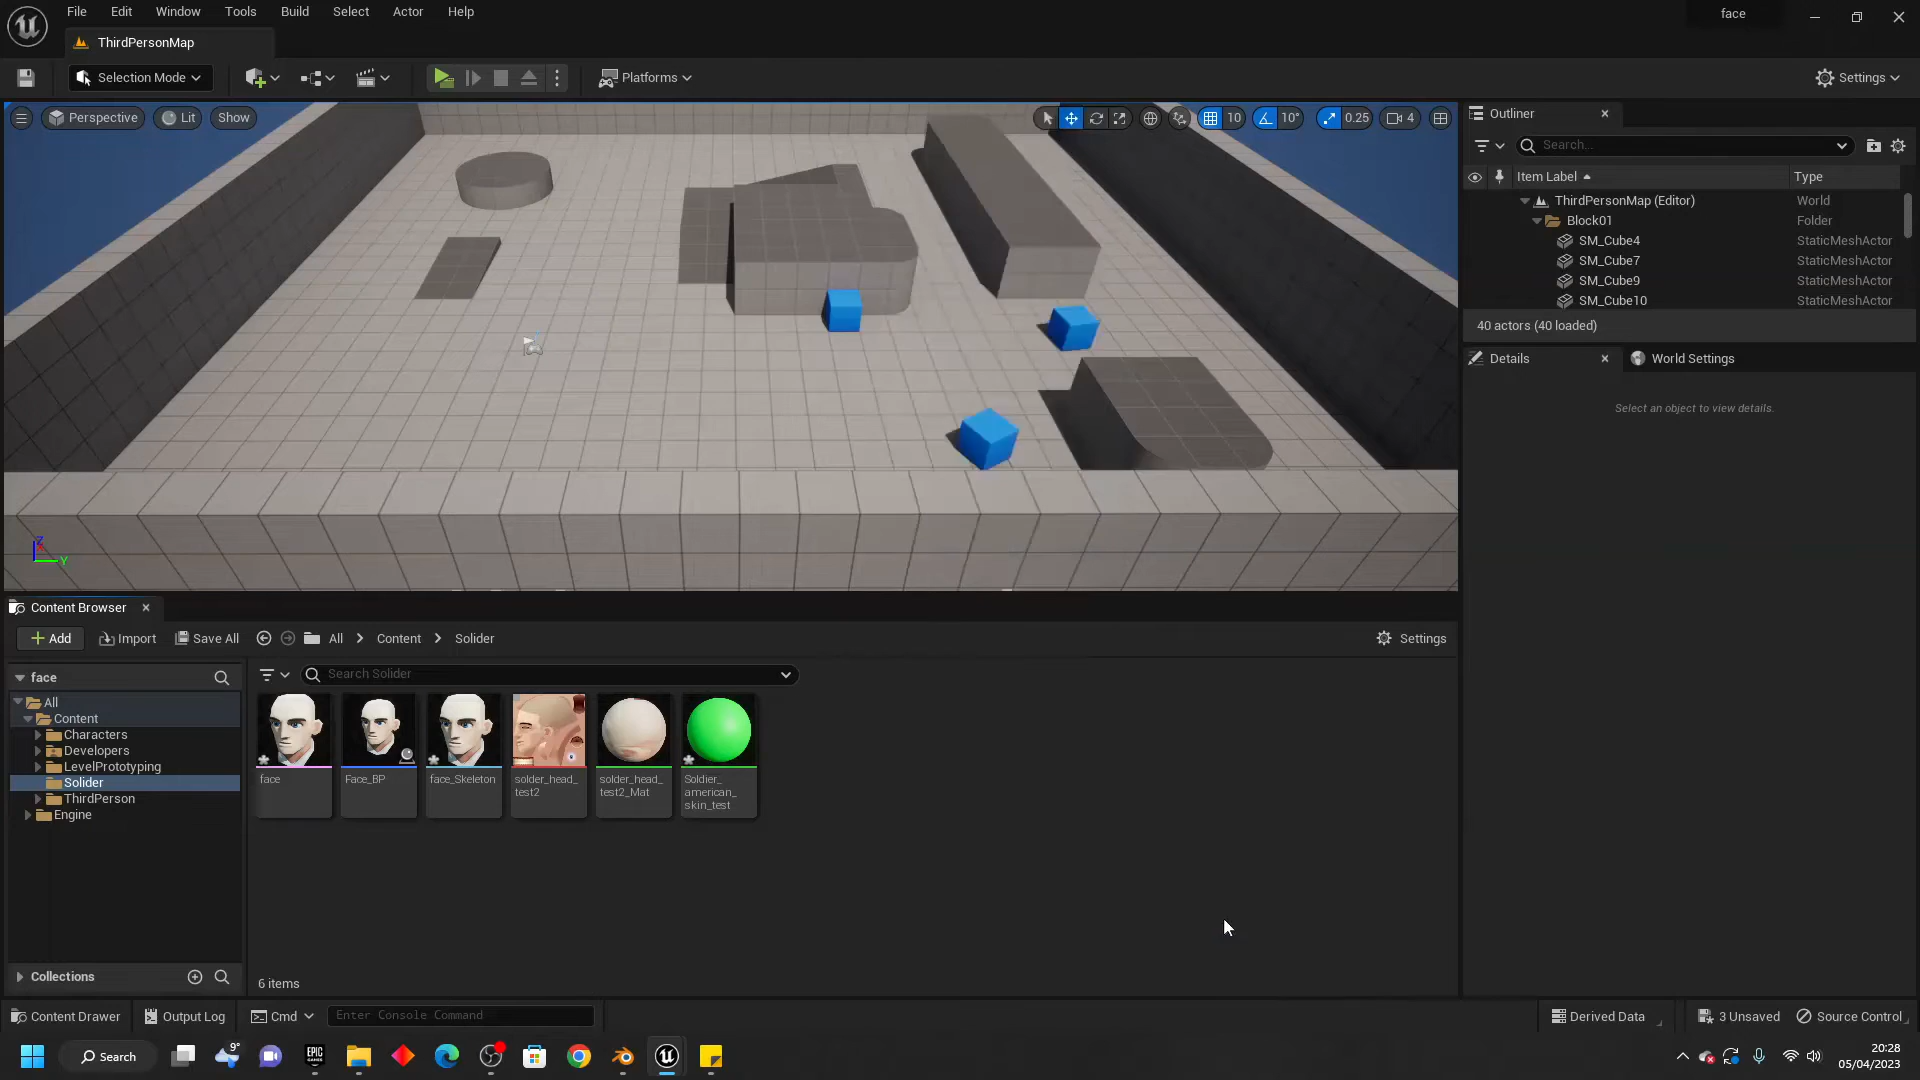 File Edit Window Tools Build Select Actor Help
face
ThirdPersonMap
Selection Mode
Platforms
Settings
Perspective Lit Show
10 10° 0.25 4
Outliner
Search...
Item Label Type
ThirdPersonMap (Editor) World
Block01 Folder
SM_Cube4 StaticMeshActor
SM_Cube7 StaticMeshActor
SM_Cube9 StaticMeshActor
SM_Cube10 StaticMeshActor
40 actors (40 loaded)
Details World Settings
Select an object to view details.
Z
Y
Content Browser
Add Import Save All All Content Solider Settings
face
Search Solider
All
Content
Characters
Developers
LevelPrototyping
Solider
ThirdPerson
Engine
face
Face_BP
face_Skeleton
solder_head_
test2
solder_head_
test2_Mat
Soldier_
american_
skin_test
Collections
6 items
Content Drawer Output Log Cmd Enter Console Command Derived Data 3 Unsaved Source Control
Search
9°
EPIC
GAMES
20:28
05/04/2023